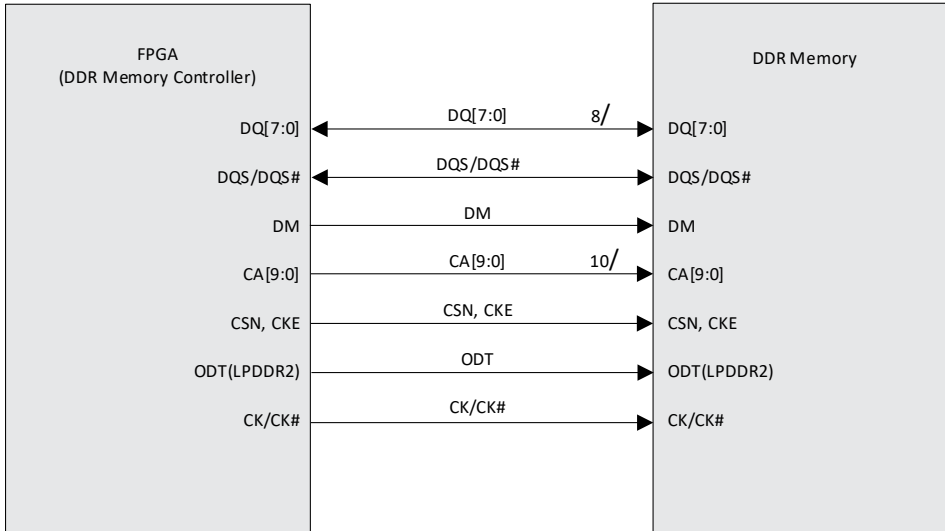 FPGA
(DDR Memory Controller)
DDR Memory
DQ[7:0] DQ[7:0] 8/ DQ[7:0]
DQS/DQS# DQS/DQS# DQS/DQS#
DM DM DM
CA[9:0] CA[9:0] 10/ CA[9:0]
CSN, CKE CSN, CKE CSN, CKE
ODT(LPDDR2) ODT ODT(LPDDR2)
CK/CK# CK/CK# CK/CK#